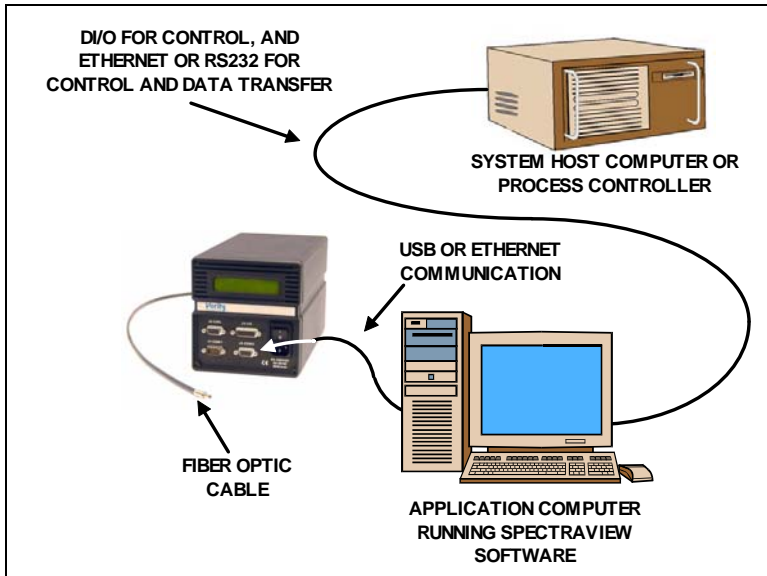 DI/O FOR CONTROL, AND
ETHERNET OR RS232 FOR
CONTROL AND DATA TRANSFER
SYSTEM HOST COMPUTER OR
PROCESS CONTROLLER
USB OR ETHERNET
COMMUNICATION
Verity
FIBER OPTIC
CABLE
APPLICATION COMPUTER
RUNNING SPECTRAVIEW
SOFTWARE